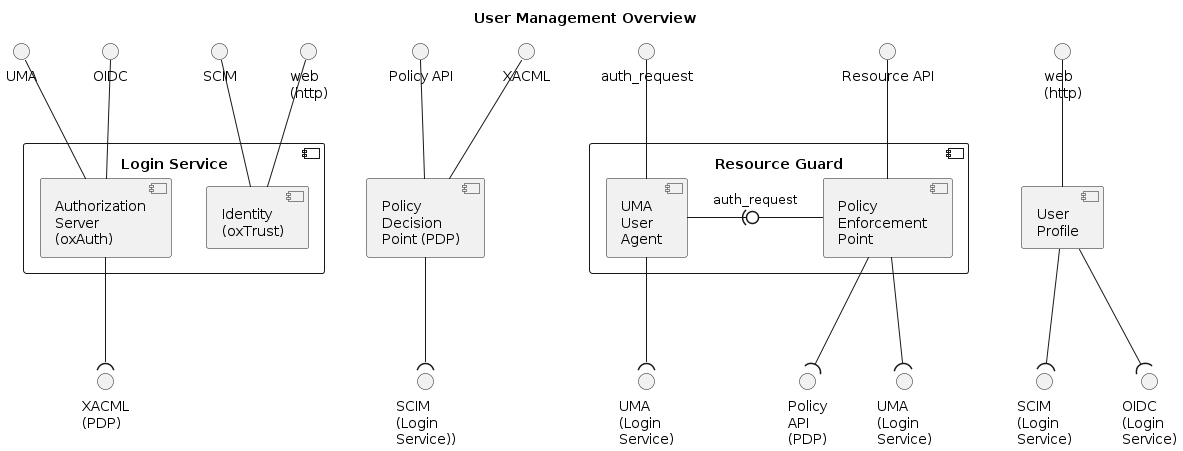 User Management Overview
UMA
OIDC
SCIM
web
(http)
Policy API
XACML
auth_request
Resource API
web
(http)
Login Service
Authorization
Server
(oxAuth)
Identity
(oxTrust)
Policy
Decision
Point (PDP)
Resource Guard
UMA
User
Agent
auth_request
Policy
Enforcement
Point
User
Profile
XACML
(PDP)
SCIM
(Login
Service))
UMA
(Login
Service)
Policy
API
(PDP)
UMA
(Login
Service)
SCIM
(Login
Service)
OIDC
(Login
Service)